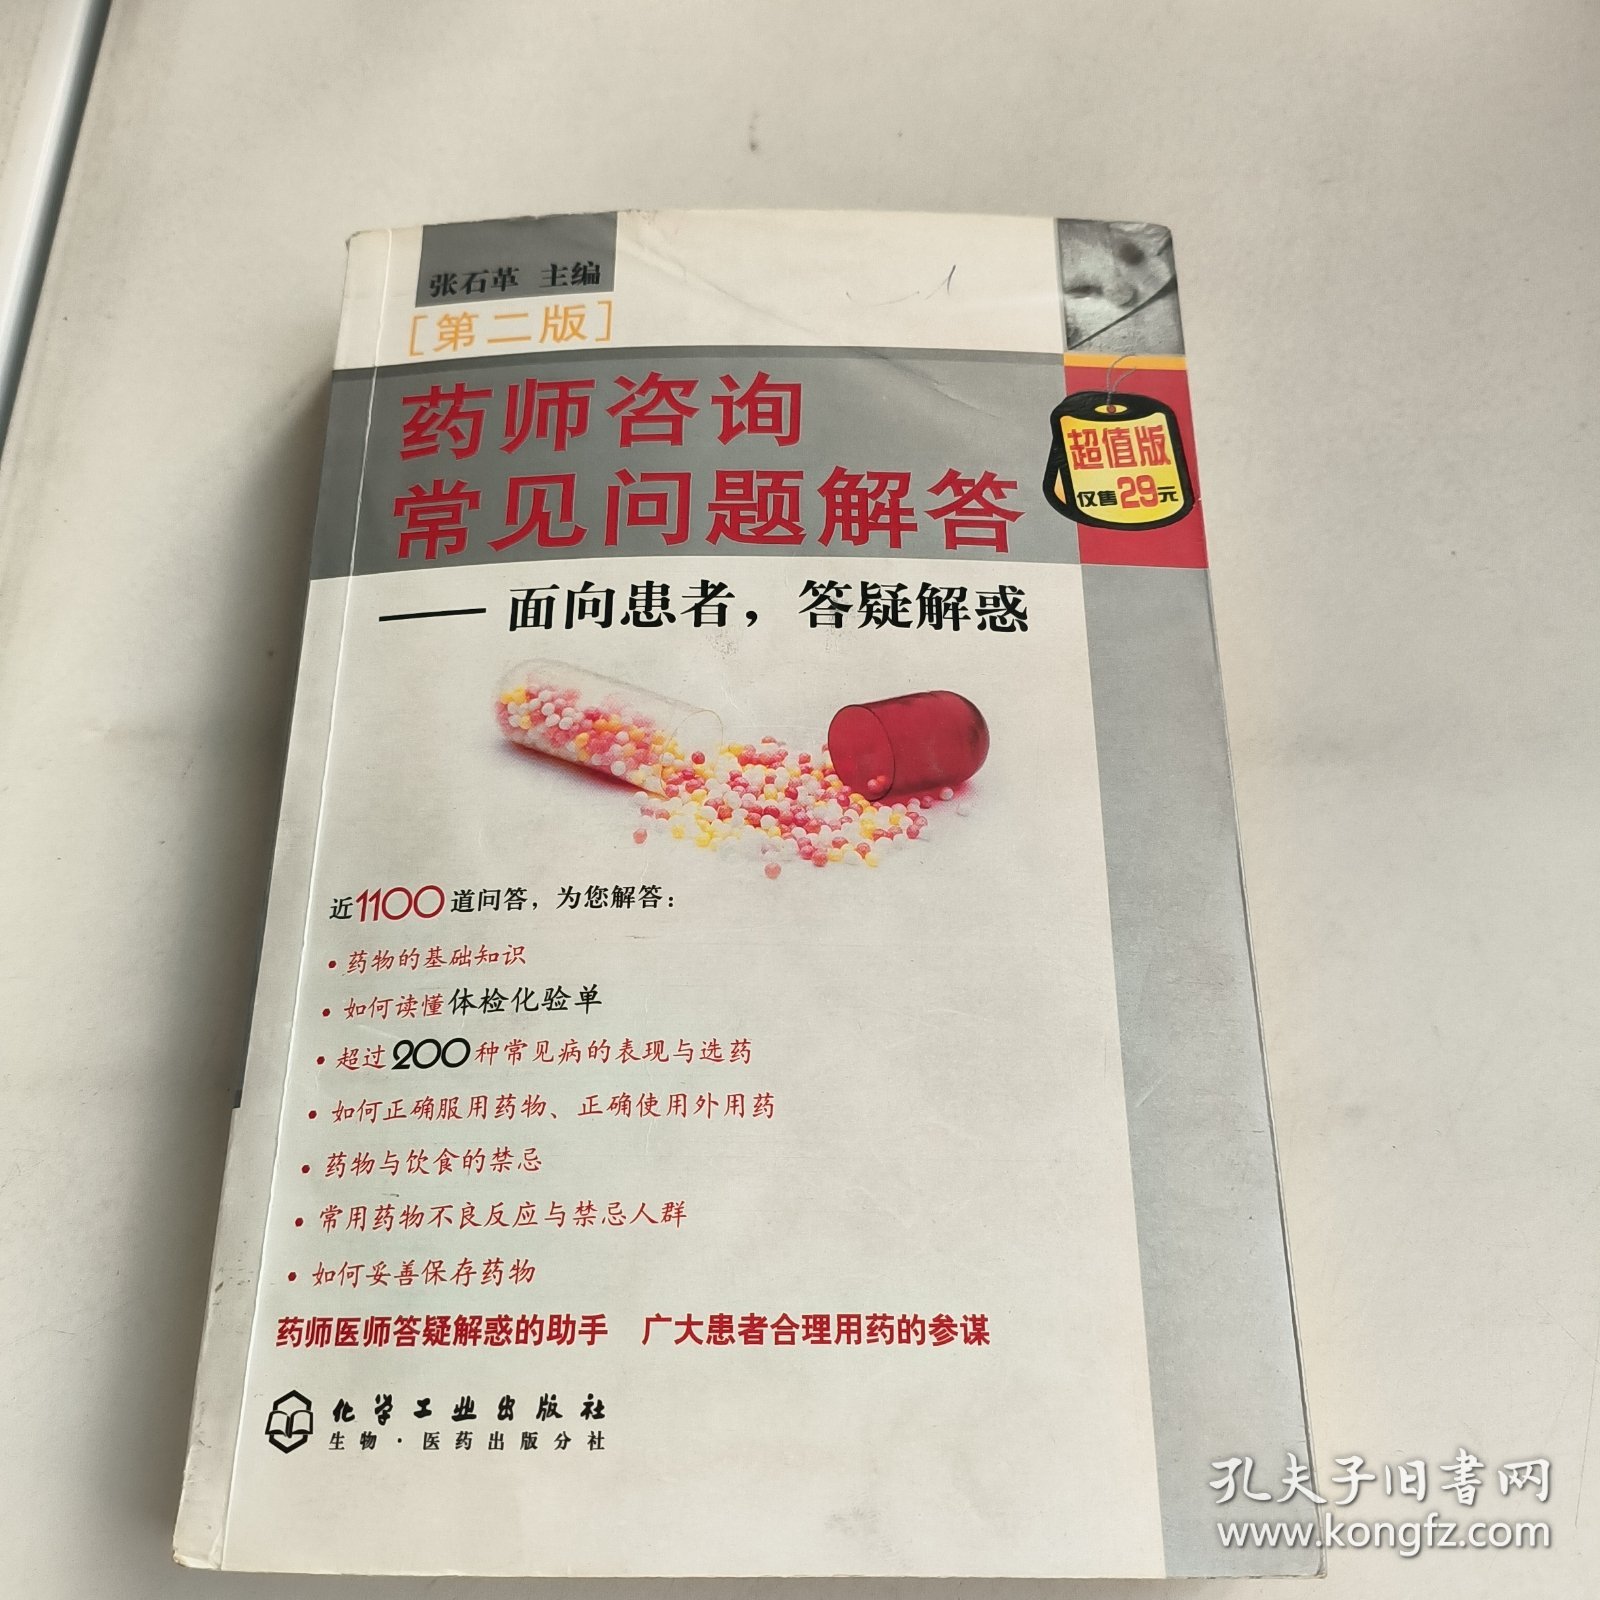 张石革 主编
[第二版]
药师咨询
常见问题解答
超值版
仅售29元
——面向患者，答疑解惑
近1100道问答，为您解答：
•药物的基础知识
•如何读懂体检化验单
•超过200种常见病的表现与选药
•如何正确服用药物、正确使用外用药
•药物与饮食的禁忌
•常用药物不良反应与禁忌人群
•如何妥善保存药物
药师医师答疑解惑的助手 广大患者合理用药的参谋
化学工业出版社
生物·医药出版分社
孔夫子旧书网
www.kongfz.com